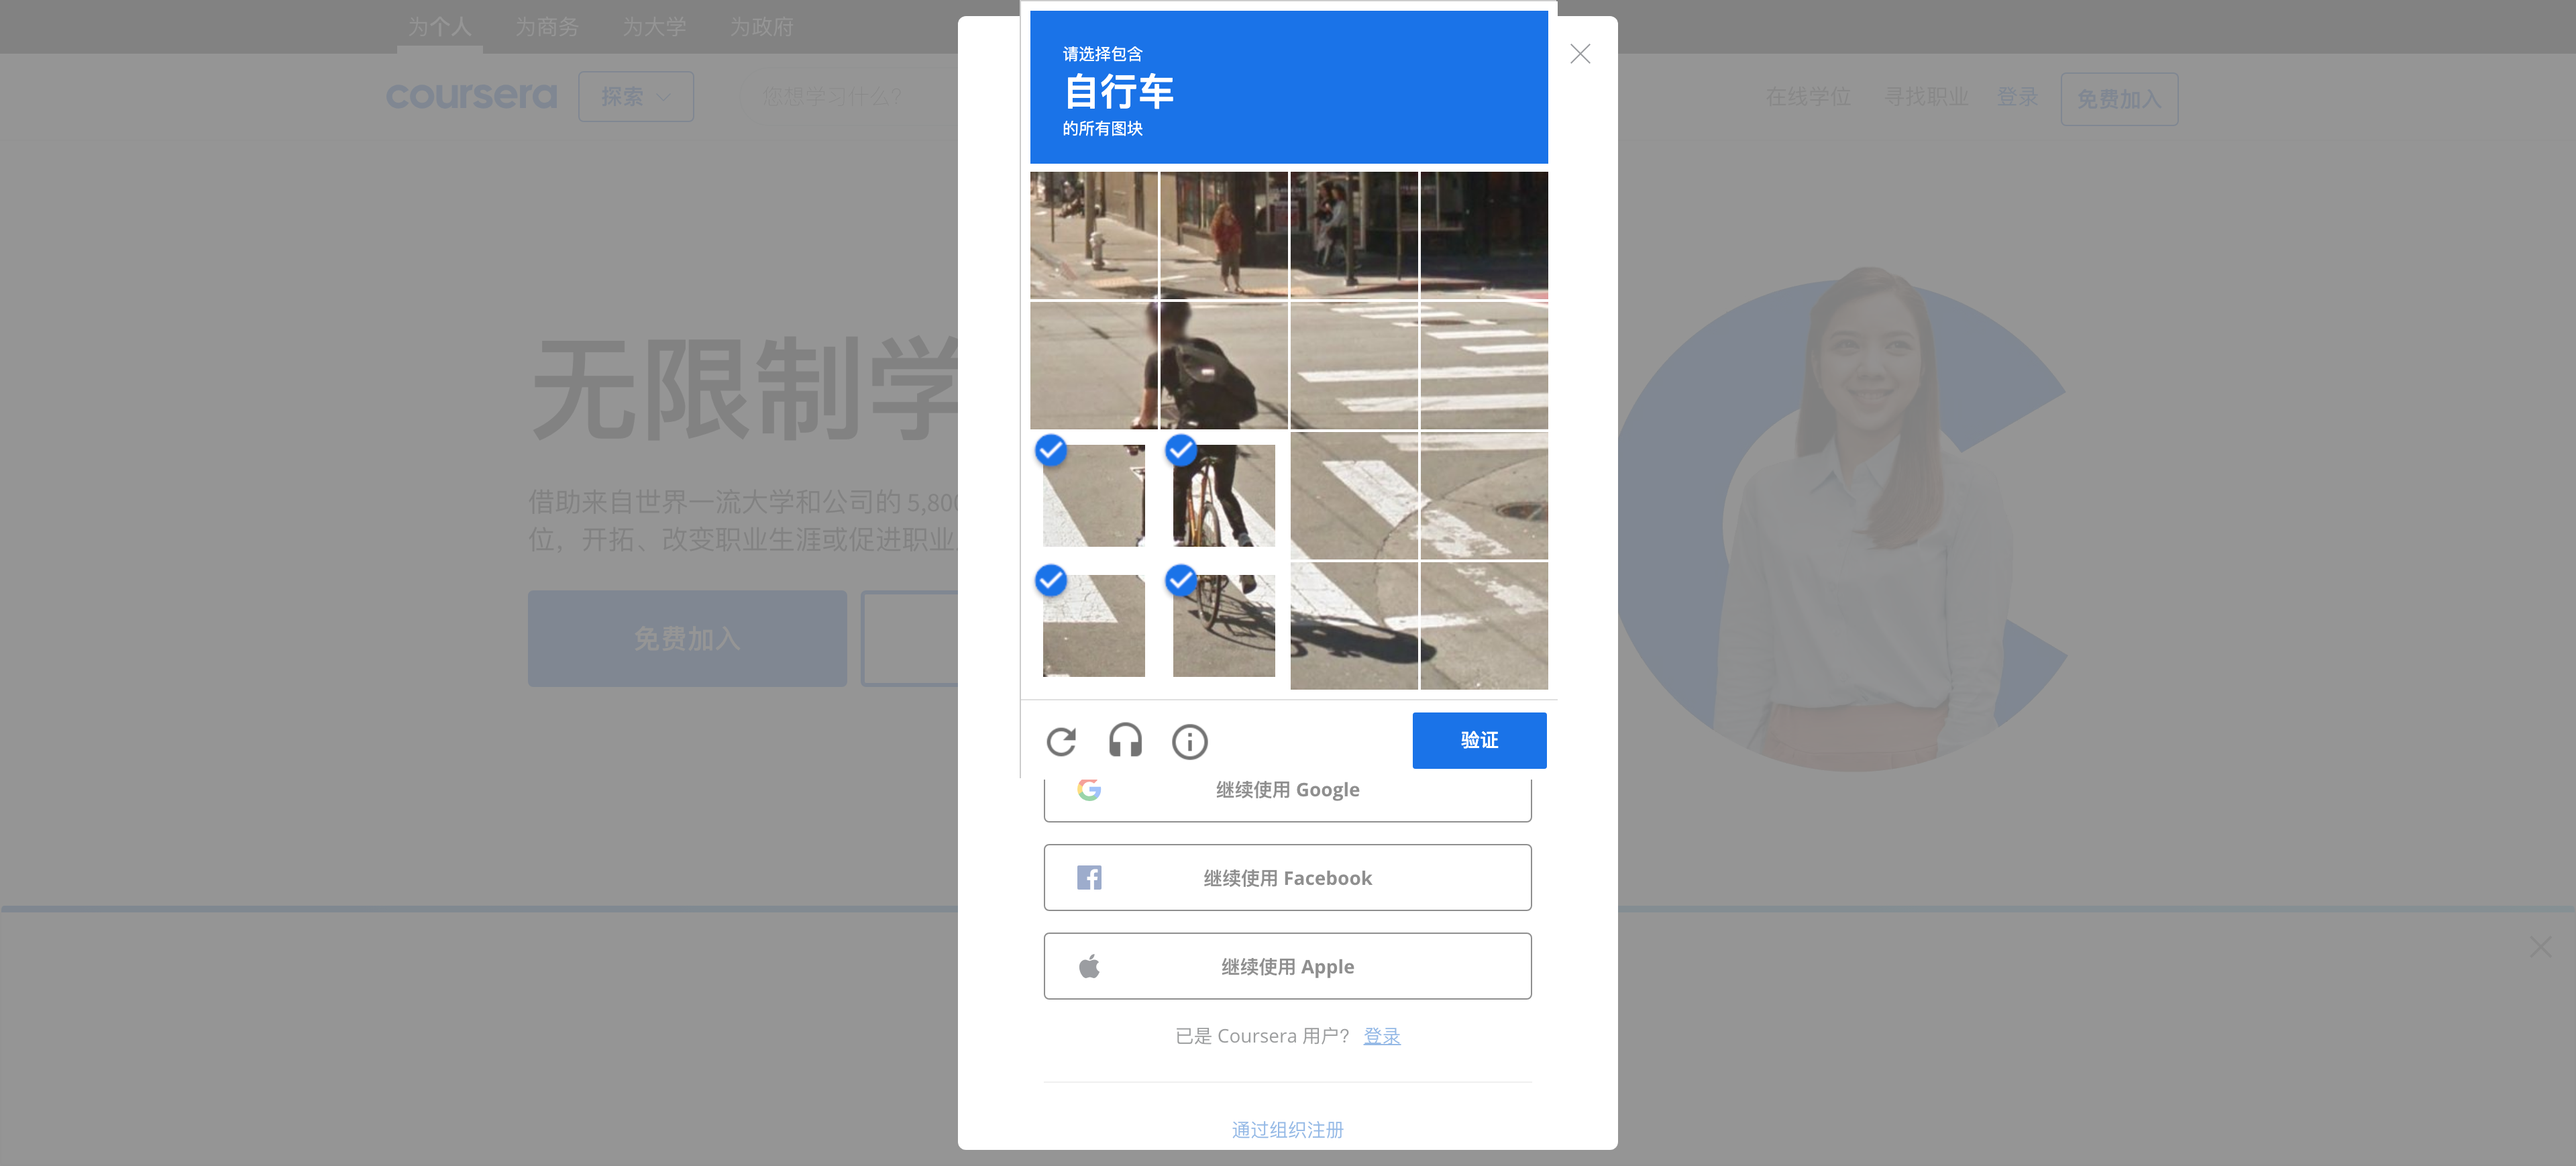 为个人 为商务 为大学 为政府
coursera 探索 您想学习什么? 在线学位 寻找职业 登录 免费加入
请选择包含
自行车
的所有图块
无限制学
借助来自世界一流大学和公司的 5,80
位，开拓、改变职业生涯或促进职业
免费加入
验证
继续使用 Google
继续使用 Facebook
继续使用 Apple
已是 Coursera 用户? 登录
通过组织注册